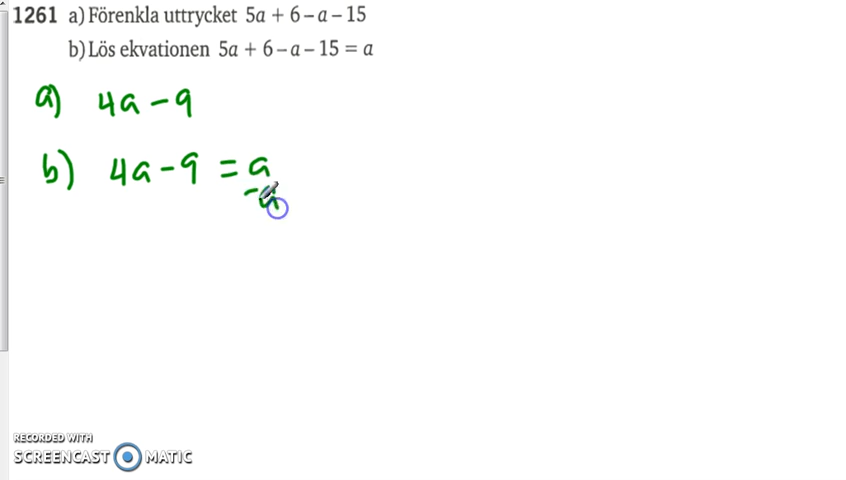 1261 a) Förenkla uttrycket 5a + 6 – a – 15
b) Lös ekvationen 5a + 6 – a – 15 = a
a) 4a – 9
b) 4a – 9 = a
–a
RECORDED WITH
SCREENCAST MATIC